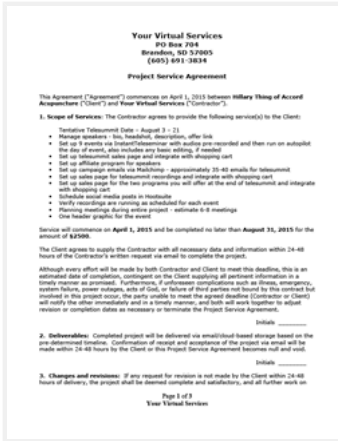 Your Virtual Services
PO Box 704
Brandon, SD 57005
(605) 691-3834
Project Service Agreement
This Agreement ("Agreement") commences on April 1, 2015 between Hillary Thing of Accord
Acupuncture ("Client") and Your Virtual Services ("Contractor").
1. Scope of Services: The Contractor agrees to provide the following service(s) to the Client:
Tentative Telesummit Date – August 3 – 21
• Manage speakers - bio, headshot, description, offer link
• Set up 9 events via InstantTeleseminar with audios pre-recorded and then run on autopilot
the day of event, also includes any basic editing, if needed
• Set up telesummit sales page and integrate with shopping cart
• Set up affiliate program for speakers
• Set up campaign emails via Mailchimp - approximately 35-40 emails for telesummit
• Set up sales page for telesummit recordings and integrate with shopping cart
• Set up sales page for the two programs you will offer at the end of telesummit and integrate
with shopping cart
• Schedule social media posts in Hootsuite
• Verify recordings are running as scheduled for each event
• Planning meetings during entire project - estimate 6-8 meetings
• One header graphic for the event
Service will commence on April 1, 2015 and be completed no later than August 31, 2015 for the
amount of $2500.
The Client agrees to supply the Contractor with all necessary data and information within 24-48
hours of the Contractor's written request via email to complete the project.
Although every effort will be made by both Contractor and Client to meet this deadline, this is an
estimated date of completion, contingent on the Client supplying all pertinent information in a
timely manner as promised. Furthermore, if unforeseen complications such as illness, emergency,
system failure, power outages, acts of God, or failure of third parties not bound by this contract but
involved in this project occur, the party unable to meet the agreed deadline (Contractor or Client)
will notify the other immediately and in a timely manner, and both will work together to adjust
revision or completion dates as necessary or terminate the Project Service Agreement.
Initials ________
2. Deliverables: Completed project will be delivered via email/cloud-based storage based on the
pre-determined timeline. Confirmation of receipt and acceptance of the project via email will be
made within 24-48 hours by the Client or this Project Service Agreement becomes null and void.
Initials ________
3. Changes and revisions: If any request for revision is not made by the Client within 24-48
hours of delivery, the project shall be deemed complete and satisfactory, and all further work on
Page 1 of 3
Your Virtual Services